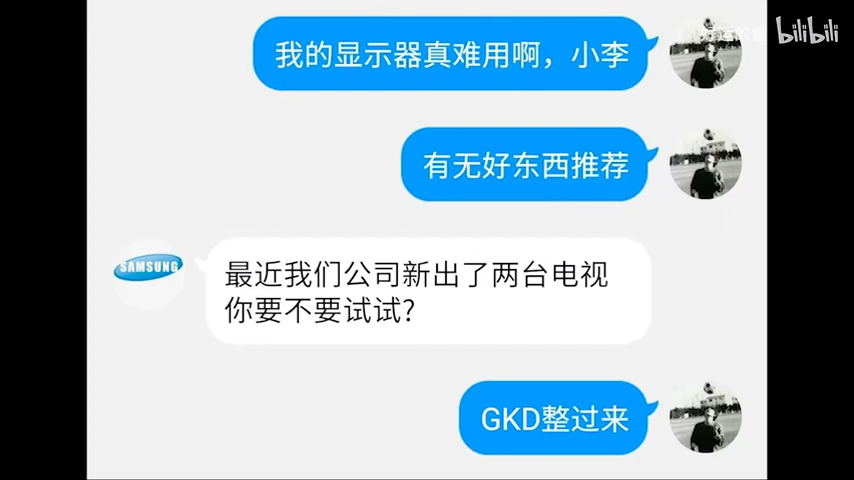 bilibili
我的显示器真难用啊，小李
有无好东西推荐
SAMSUNG
最近我们公司新出了两台电视
你要不要试试?
GKD整过来